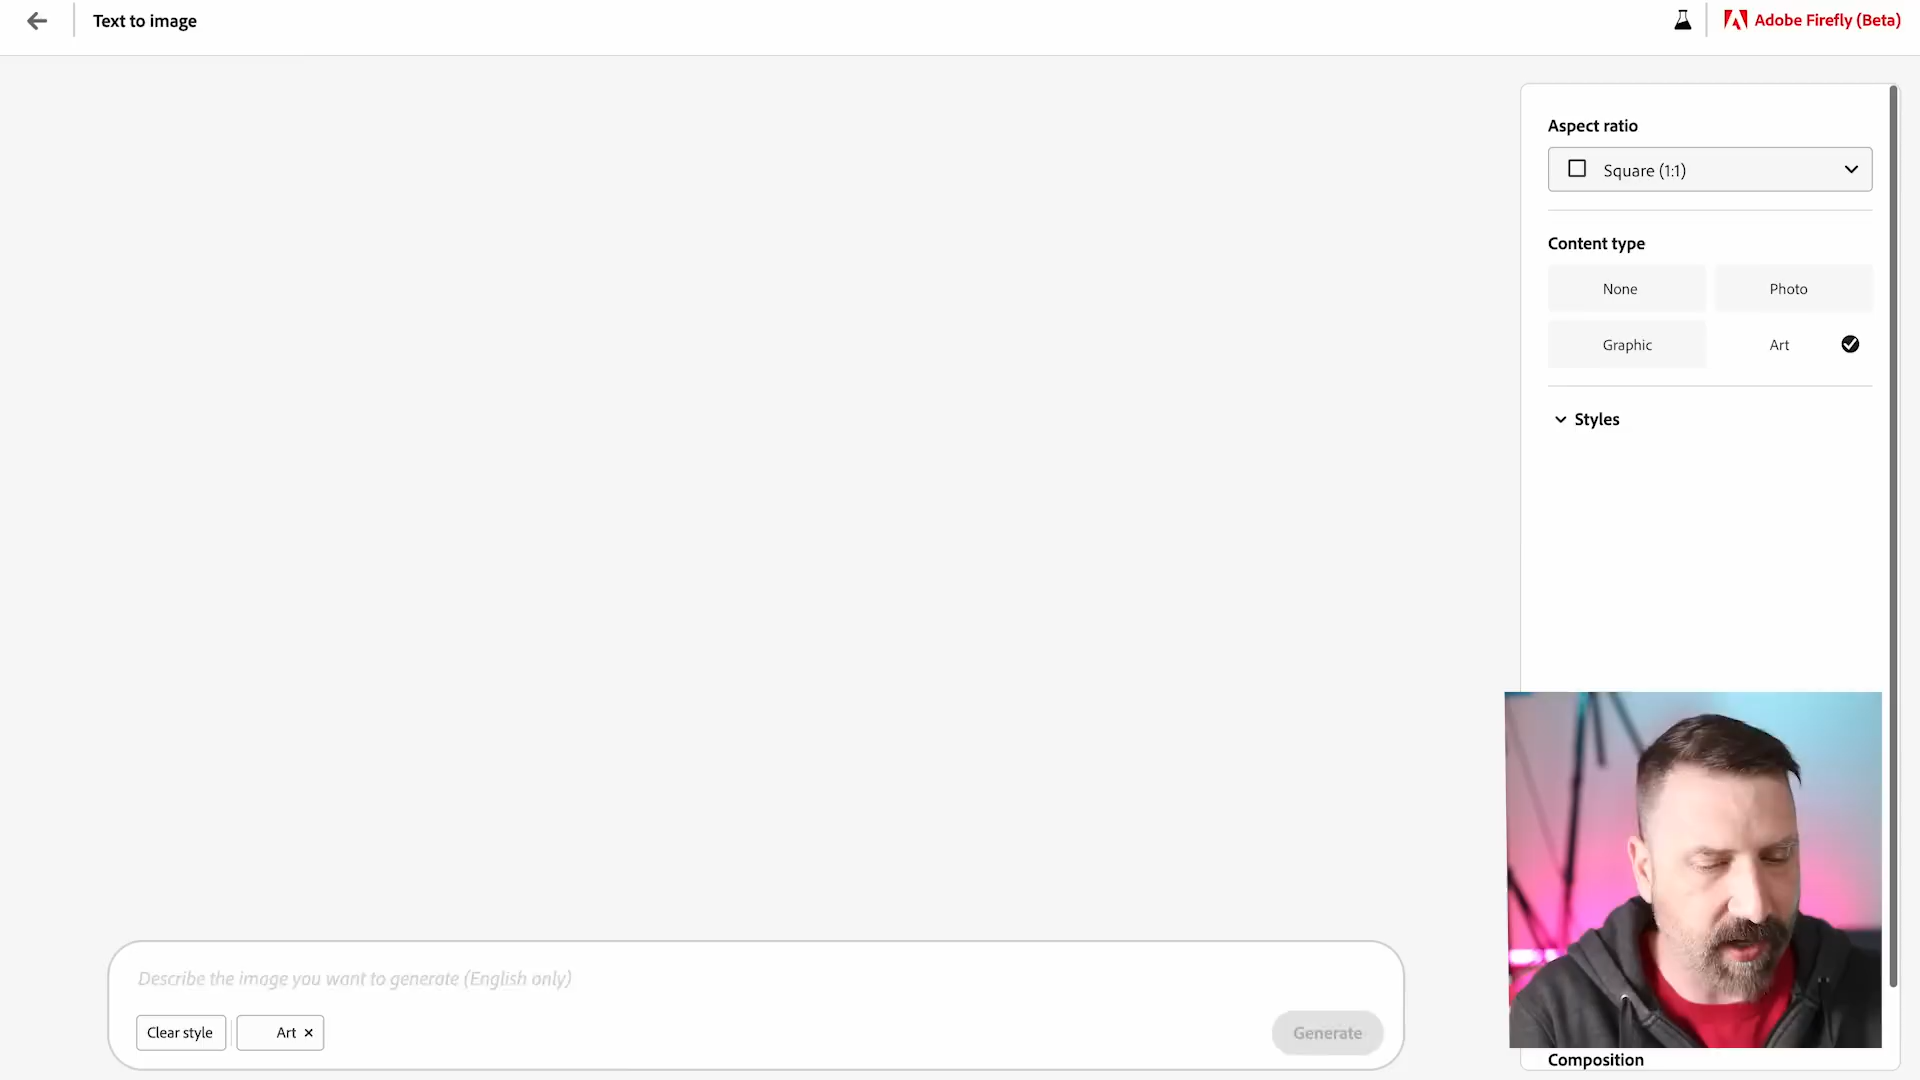 Text to image
Adobe Firefly (Beta)
Aspect ratio
Square (1:1)
Content type
None
Photo
Graphic
Art
Styles
Describe the image you want to generate (English only)
Clear style
Art ×
Generate
Composition